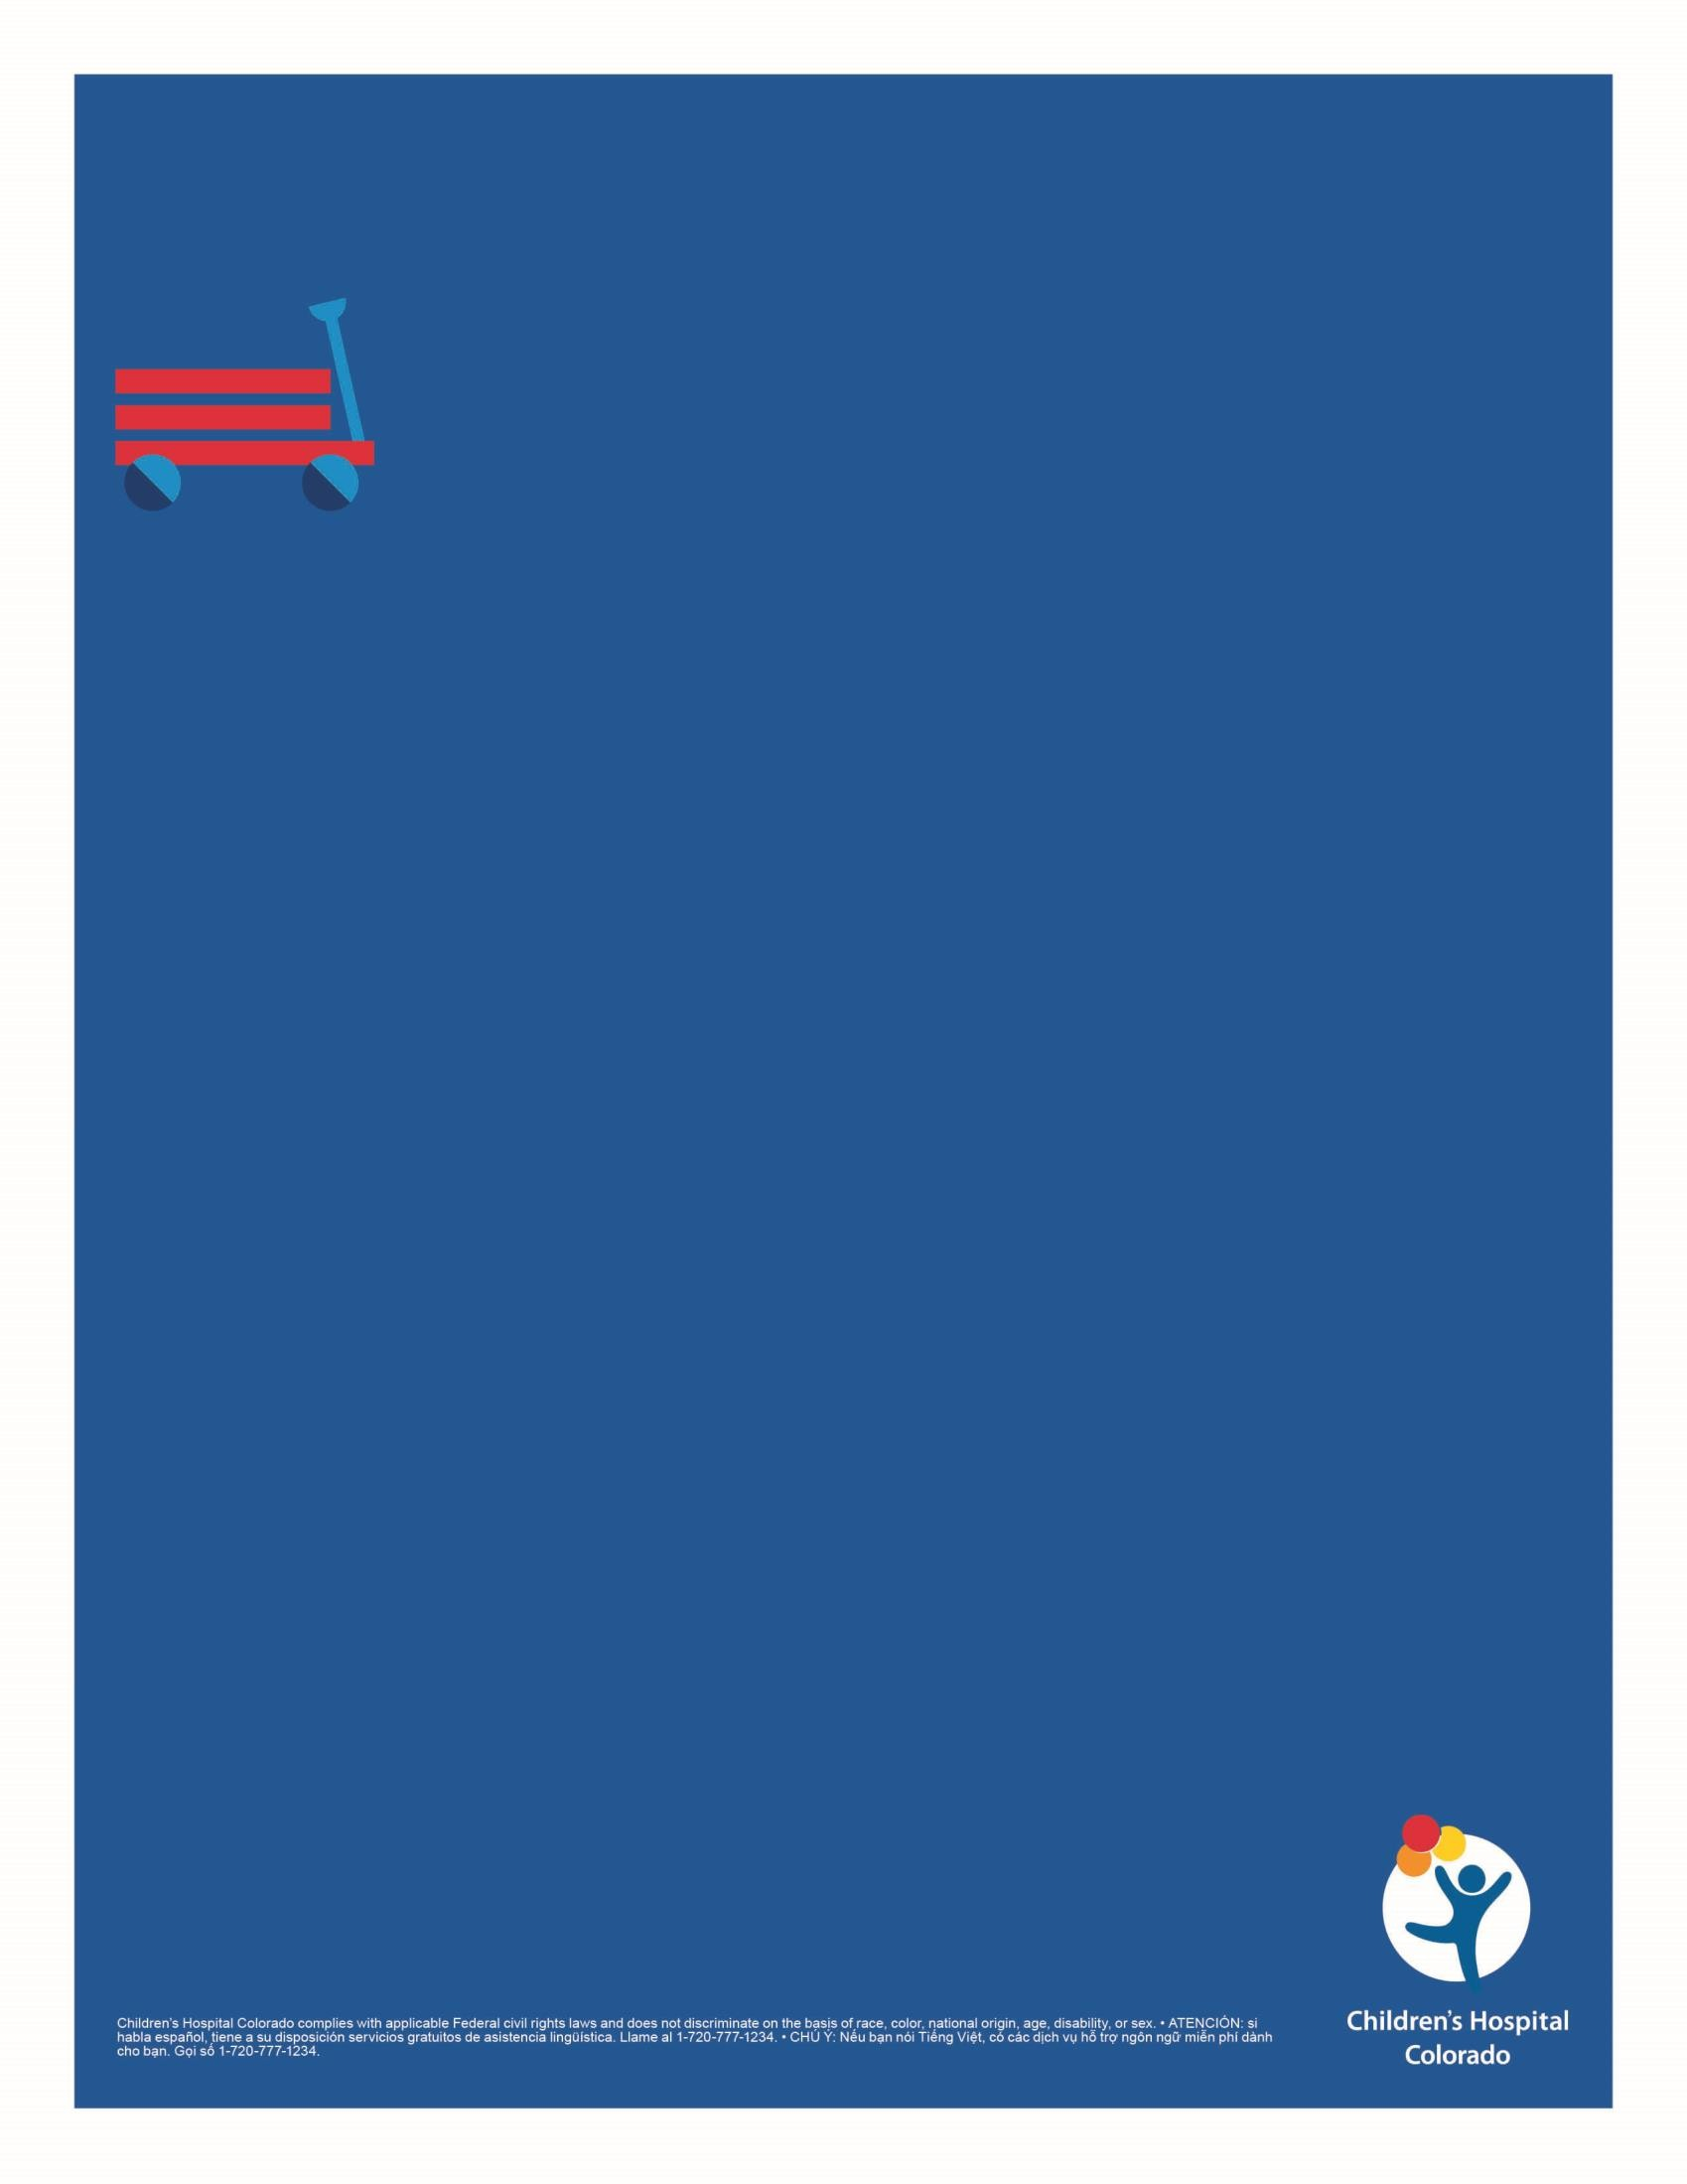 Children's Hospital Colorado complies with applicable Federal civil rights laws and does not discriminate on the basis of race, color, national origin, age, disability, or sex. • ATENCIÓN: si
habla español, tiene a su disposición servicios gratuitos de asistencia lingüística. Llame al 1-720-777-1234. • CHÚ Ý: Nếu bạn nói Tiếng Việt, có các dịch vụ hỗ trợ ngôn ngữ miễn phí dành
cho bạn. Gọi số 1-720-777-1234.
Children's Hospital
Colorado